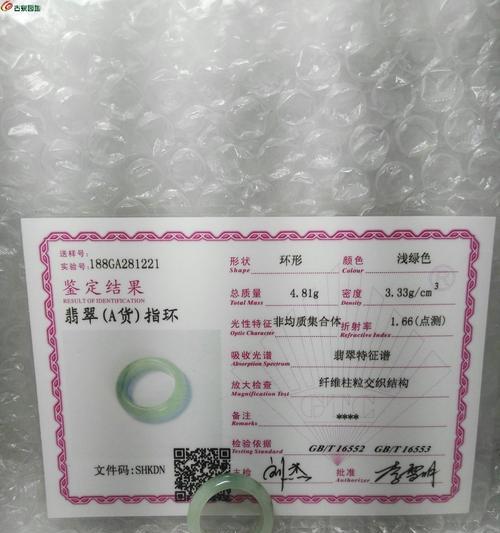 古泉园地
送样号:
实验号: 188GA281221
鉴定结果
RESULT OF IDENTIFICATION
翡翠(A货)指环
文件码: SHKDN
形状 环形 颜色 浅绿色
Shape Colour
总质量 4.81g 密度 3.33g/cm³
Total Mass Density
光性特征 非均质集合体 折射率 1.66(点测)
Optic Character Refractive Index
吸收光谱 翡翠特征谱
Absorption Spectrum
放大检查 纤维柱粒交织结构
Magnification Test
备注 ****
Remarks
检验依据 GB/T 16552 GB/T 16553
Testing Standard
主检 批准
Authorizer